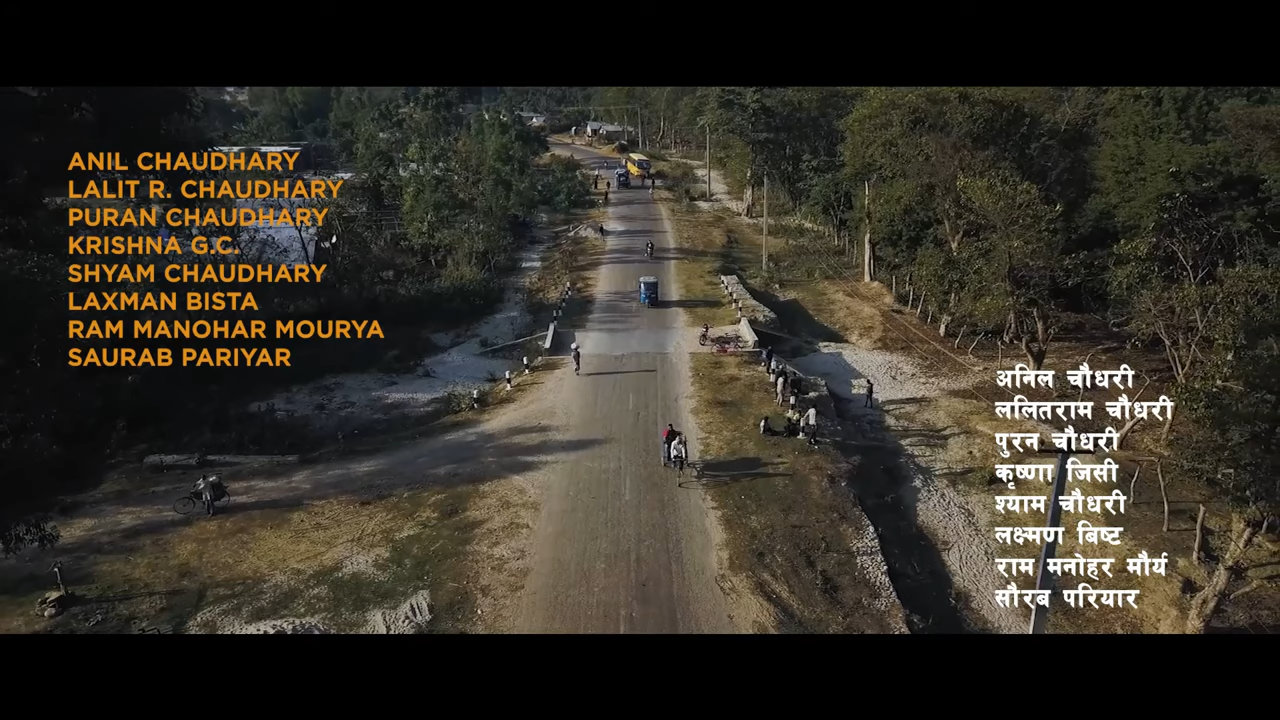 ANIL CHAUDHARY
LALIT R. CHAUDHARY
PURAN CHAUDHARY
KRISHNA G.C.
SHYAM CHAUDHARY
LAXMAN BISTA
RAM MANOHAR MOURYA
SAURAB PARIYAR
अनिल चौधरी
ललितराम चौधरी
पुरन चौधरी
कृष्णा जिसी
श्याम चौधरी
लक्ष्मण बिष्ट
राम मनोहर मौर्य
सौरब परियार